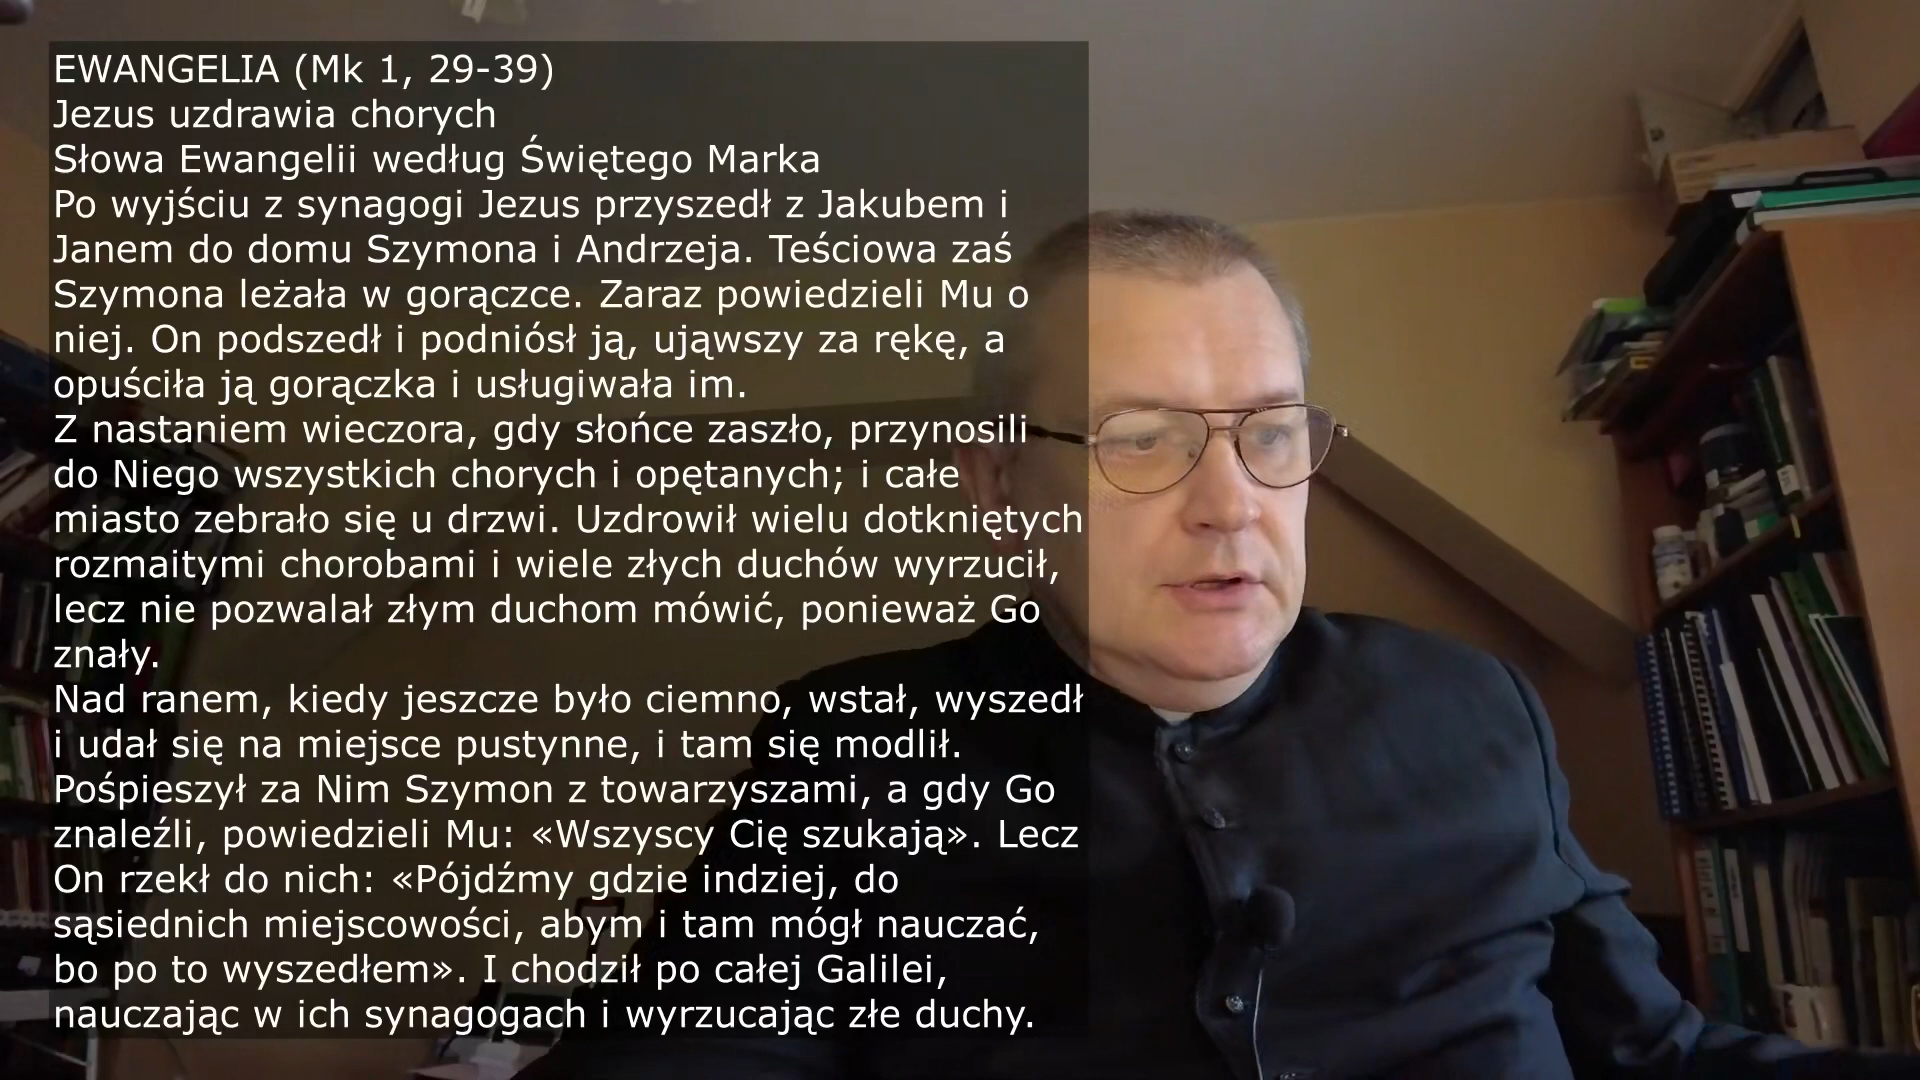 EWANGELIA (Mk 1, 29-39)
Jezus uzdrawia chorych
Słowa Ewangelii według Świętego Marka
Po wyjściu z synagogi Jezus przyszedł z Jakubem i
Janem do domu Szymona i Andrzeja. Teściowa zaś
Szymona leżała w gorączce. Zaraz powiedzieli Mu o
niej. On podszedł i podniósł ją, ująwszy za rękę, a
opuściła ją gorączka i usługiwała im.
Z nastaniem wieczora, gdy słońce zaszło, przynosili
do Niego wszystkich chorych i opętanych; i całe
miasto zebrało się u drzwi. Uzdrowił wielu dotkniętych
rozmaitymi chorobami i wiele złych duchów wyrzucił,
lecz nie pozwalał złym duchom mówić, ponieważ Go
znały.
Nad ranem, kiedy jeszcze było ciemno, wstał, wyszedł
i udał się na miejsce pustynne, i tam się modlił.
Pośpieszył za Nim Szymon z towarzyszami, a gdy Go
znaleźli, powiedzieli Mu: «Wszyscy Cię szukają». Lecz
On rzekł do nich: «Pójdźmy gdzie indziej, do
sąsiednich miejscowości, abym i tam mógł nauczać,
bo po to wyszedłem». I chodził po całej Galilei,
nauczając w ich synagogach i wyrzucając złe duchy.